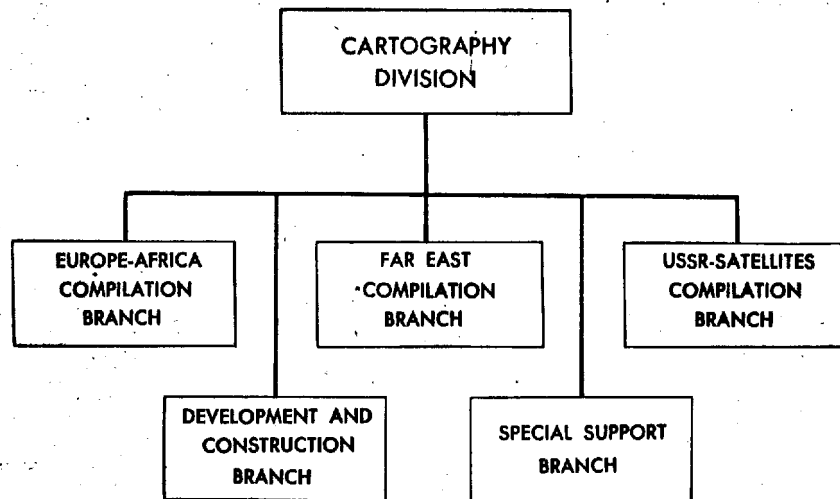 CARTOGRAPHY
DIVISION
EUROPE-AFRICA
COMPILATION
BRANCH
FAR EAST
COMPILATION
BRANCH
USSR-SATELLITES
COMPILATION
BRANCH
DEVELOPMENT AND
CONSTRUCTION
BRANCH
SPECIAL SUPPORT
BRANCH